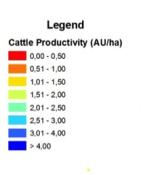 Legend
Cattle Productivity (AU/ha)
0,00 - 0,50
0,51 - 1,00
1,01 - 1,50
1,51 - 2,00
2,01 - 2,50
2,51 - 3,00
3,01 - 4,00
> 4,00